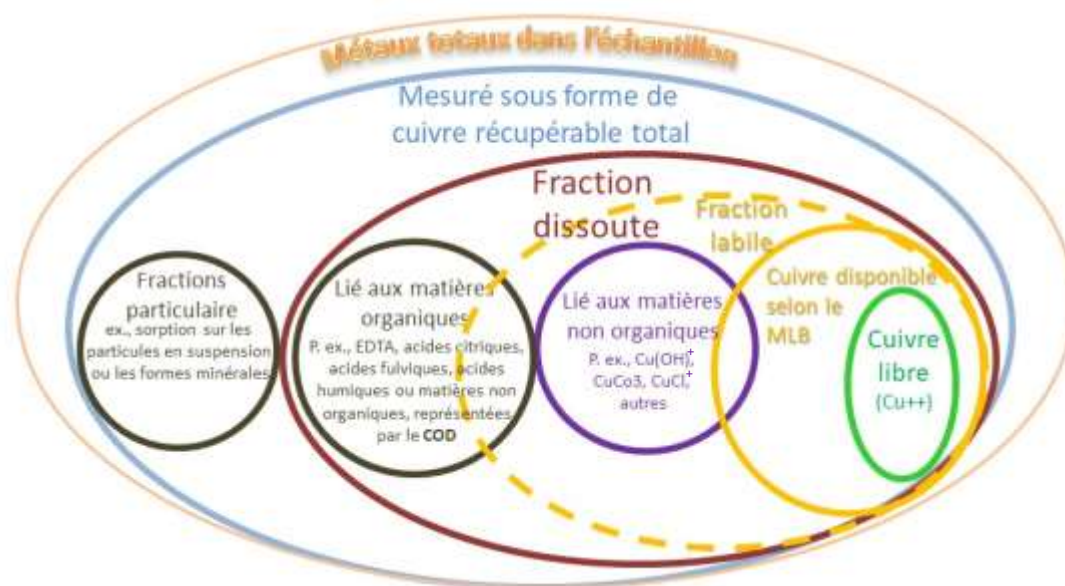 Métaux totaux dans l'échantillon
Mesuré sous forme de
cuivre récupérable total
Fraction
dissoute
Fraction
labile
Fractions
particulaire
ex., sorption sur les
particules en suspension
ou les formes minérales
Lié aux matières
organiques
P. ex., EDTA, acides citriques,
acides fulviques, acides
humiques ou matières non
organiques, représentées
par le COD
Lié aux matières
non organiques
P. ex., Cu(OH)+,
CuCo3, CuCl+,
autres
Cuivre disponible
selon le
MLB
Cuivre
libre
(Cu++)